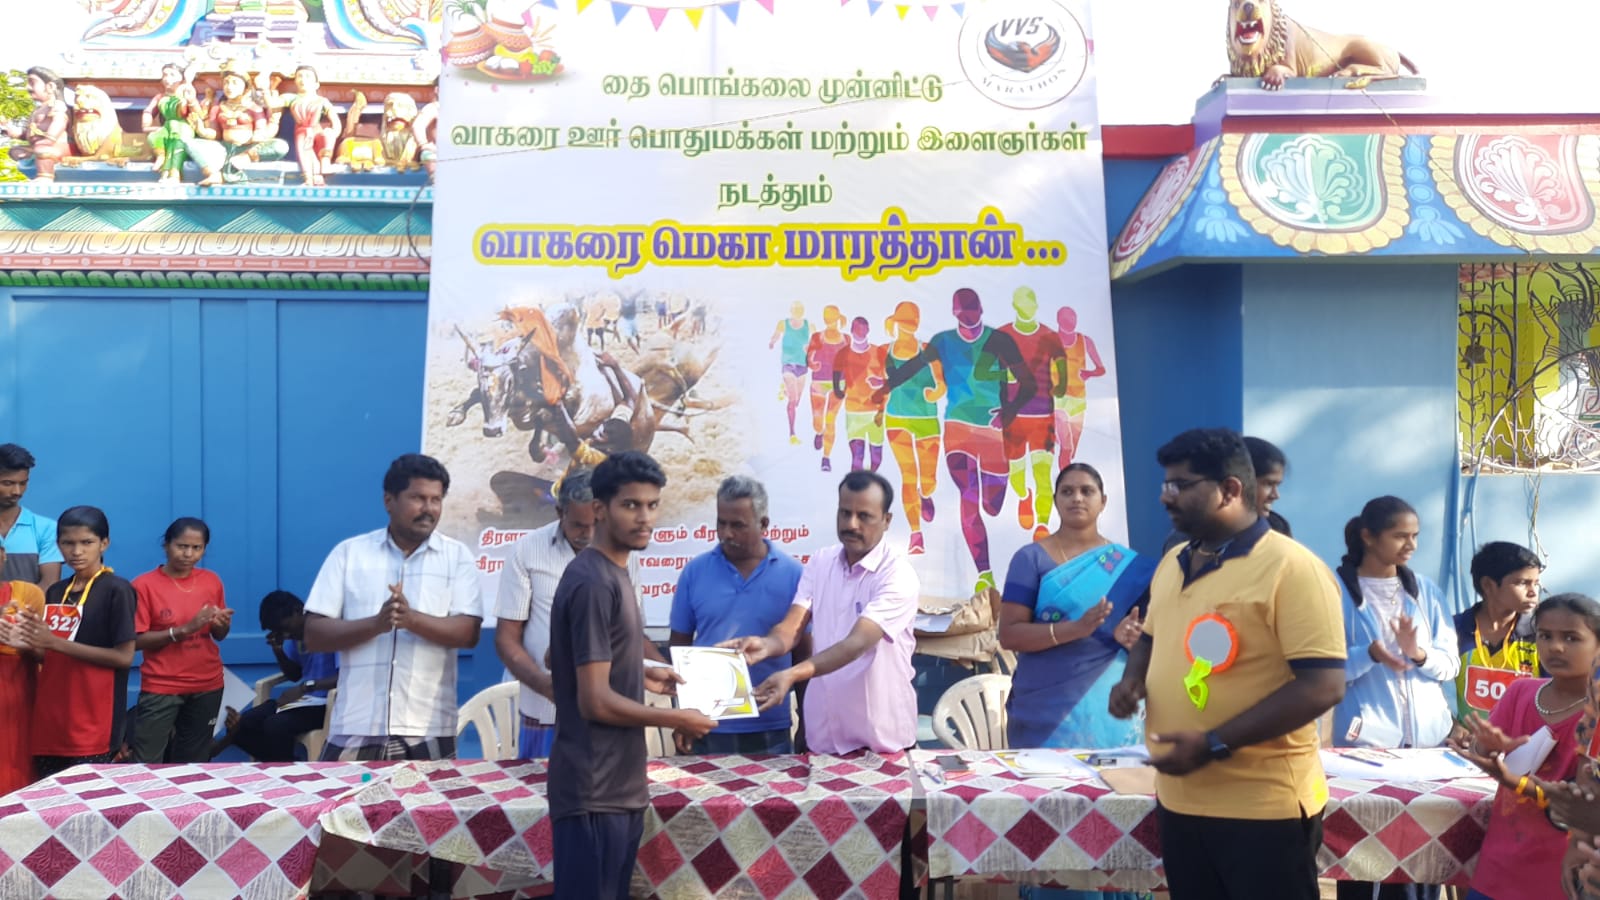 VVS
MARATHON
தை பொங்கலை முன்னிட்டு
வாகரை ஊர் பொதுமக்கள் மற்றும் இளைஞர்கள்
நடத்தும்
வாகரை மெகா மாரத்தான் ...
322
50